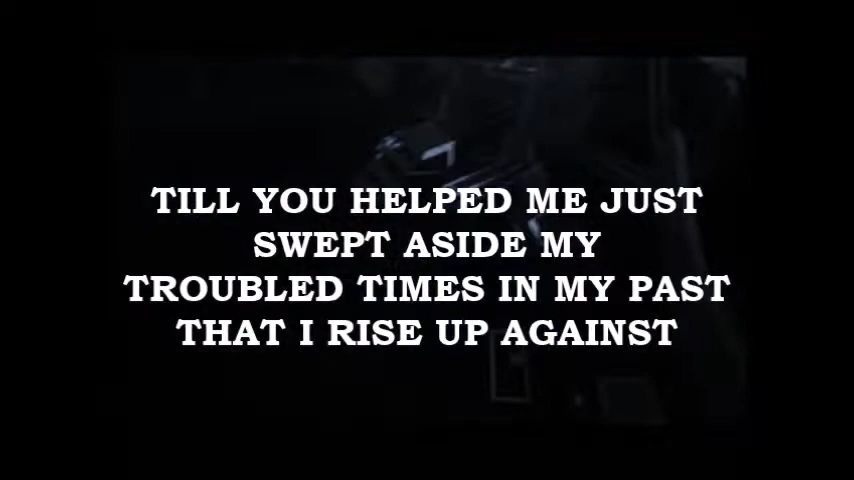 TILL YOU HELPED ME JUST
SWEPT ASIDE MY
TROUBLED TIMES IN MY PAST
THAT I RISE UP AGAINST